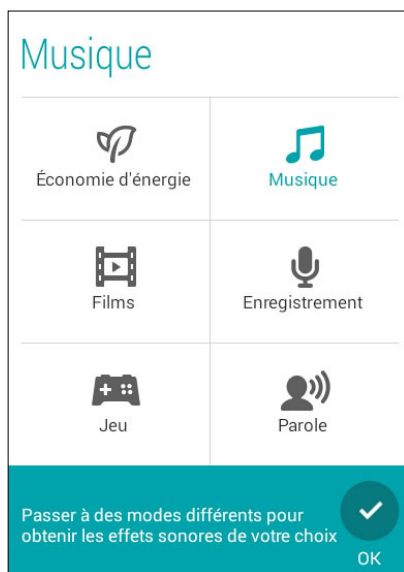 Musique
Économie d'énergie
Musique
Films
Enregistrement
Jeu
Parole
Passer à des modes différents pour
obtenir les effets sonores de votre choix
OK